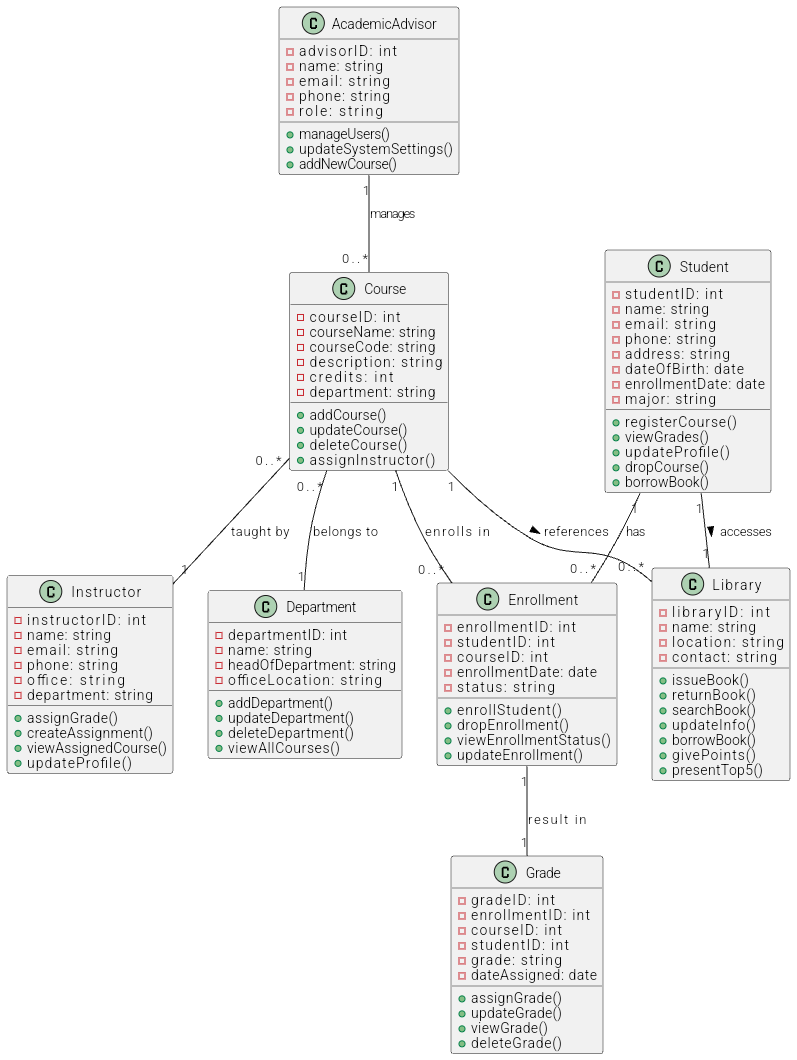 C AcademicAdvisor
advisorID: int
name: string
email: string
phone: string
role: string
manageUsers()
updateSystemSettings()
addNewCourse()
1
manages
0..*
C Course
courseID: int
courseName: string
courseCode: string
description: string
credits: int
department: string
addCourse()
updateCourse()
deleteCourse()
assignInstructor()
C Student
studentID: int
name: string
email: string
phone: string
address: string
dateOfBirth: date
enrollmentDate: date
major: string
registerCourse()
viewGrades()
updateProfile()
dropCourse()
borrowBook()
0..* 0..* 1 1 1 1
taught by belongs to enrolls in references has accesses
1 1 0..* 0..* 0..* 1
C Instructor
instructorID: int
name: string
email: string
phone: string
office: string
department: string
assignGrade()
createAssignment()
viewAssignedCourse()
updateProfile()
C Department
departmentID: int
name: string
headOfDepartment: string
officeLocation: string
addDepartment()
updateDepartment()
deleteDepartment()
viewAllCourses()
C Enrollment
enrollmentID: int
studentID: int
courseID: int
enrollmentDate: date
status: string
enrollStudent()
dropEnrollment()
viewEnrollmentStatus()
updateEnrollment()
C Library
libraryID: int
name: string
location: string
contact: string
issueBook()
returnBook()
searchBook()
updateInfo()
borrowBook()
givePoints()
presentTop5()
1
result in
1
C Grade
gradeID: int
enrollmentID: int
courseID: int
studentID: int
grade: string
dateAssigned: date
assignGrade()
updateGrade()
viewGrade()
deleteGrade()